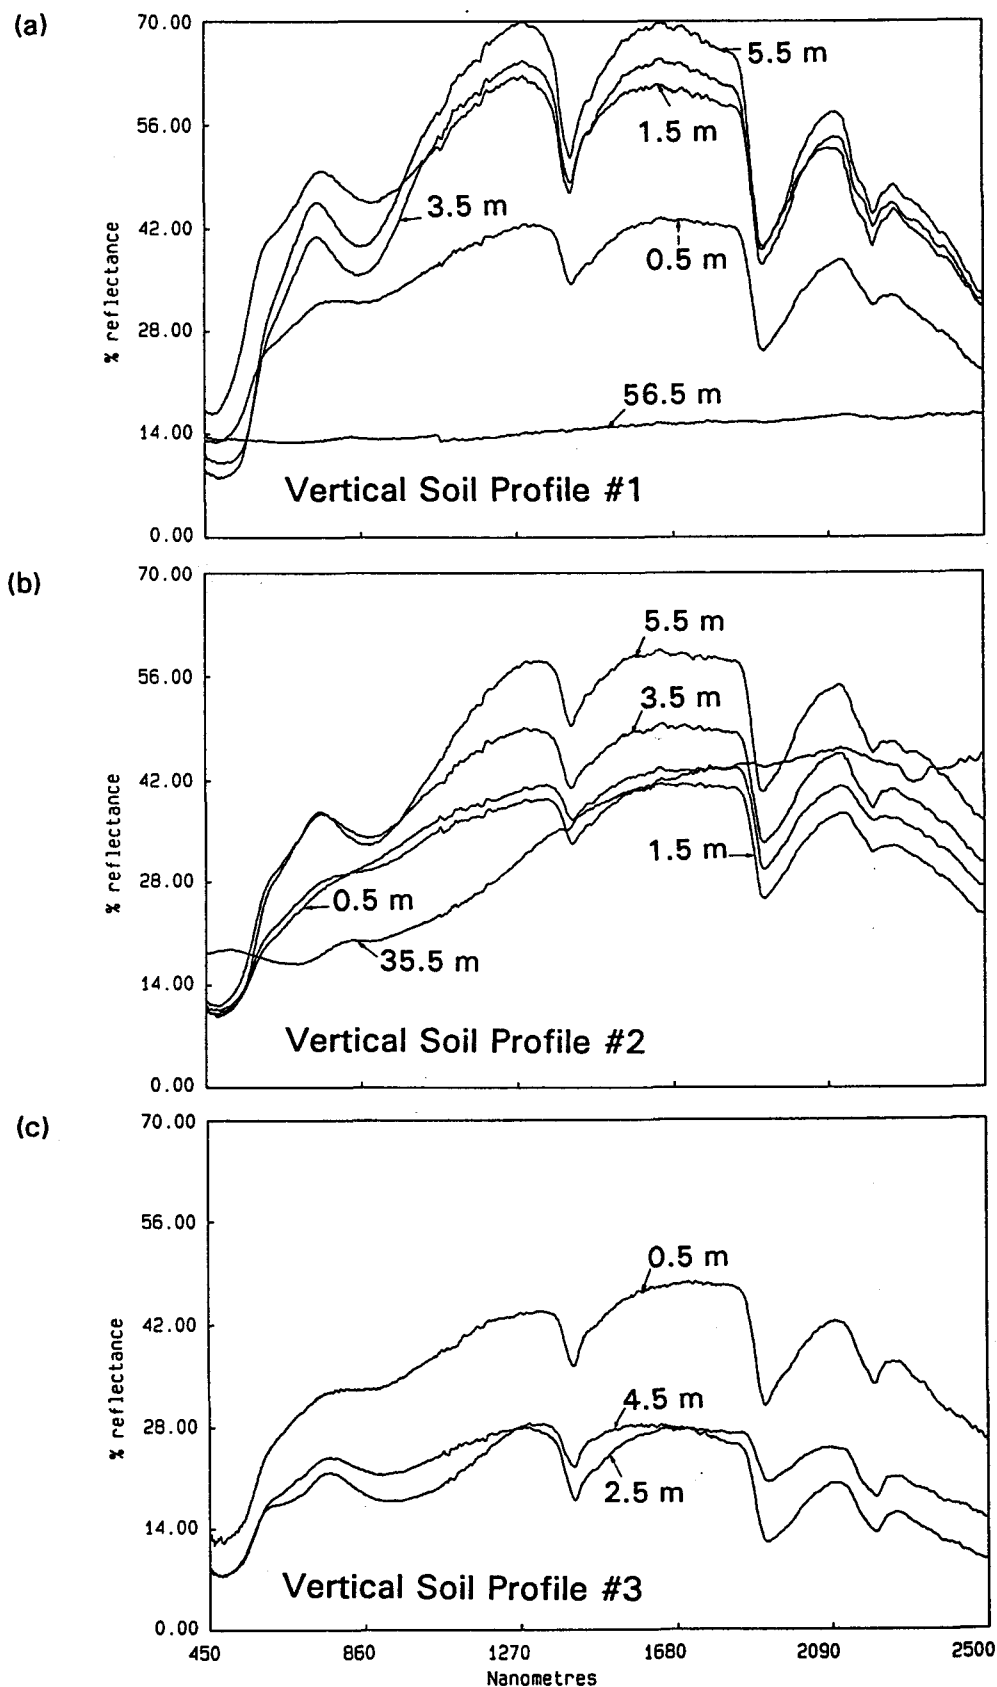 (a)
70.00
56.00
42.00
28.00
14.00
0.00
% reflectance
5.5 m
1.5 m
3.5 m
0.5 m
56.5 m
Vertical Soil Profile #1
(b)
70.00
56.00
42.00
28.00
14.00
0.00
% reflectance
5.5 m
3.5 m
1.5 m
0.5 m
35.5 m
Vertical Soil Profile #2
(c)
70.00
56.00
42.00
28.00
14.00
0.00
% reflectance
0.5 m
4.5 m
2.5 m
Vertical Soil Profile #3
450 860 1270 1680 2090 2500
Nanometres